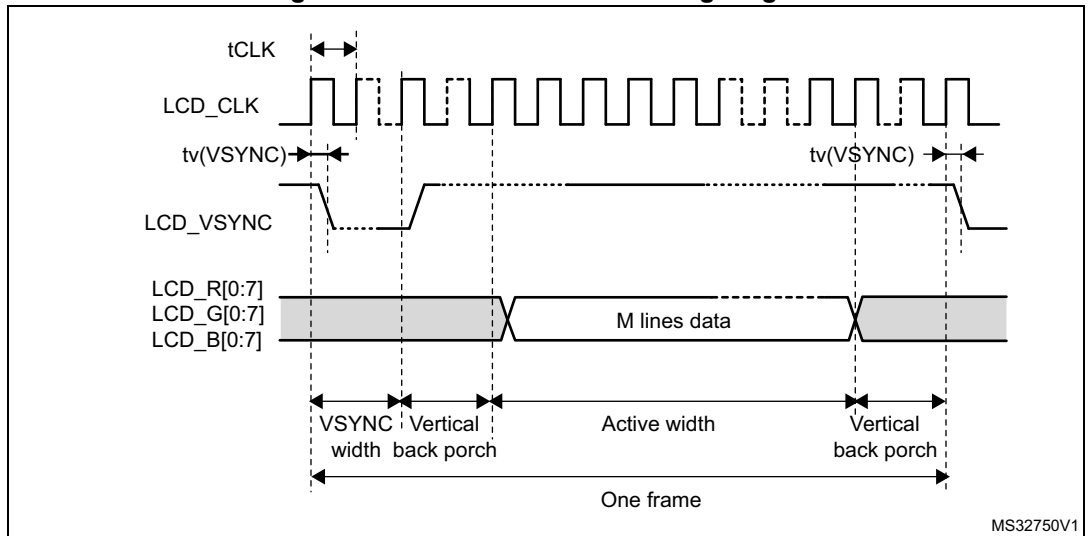 tCLK
LCD_CLK
tv(VSYNC)
tv(VSYNC)
LCD_VSYNC
LCD_R[0:7]
LCD_G[0:7]
LCD_B[0:7]
M lines data
VSYNC width
Vertical back porch
Active width
Vertical back porch
One frame
MS32750V1